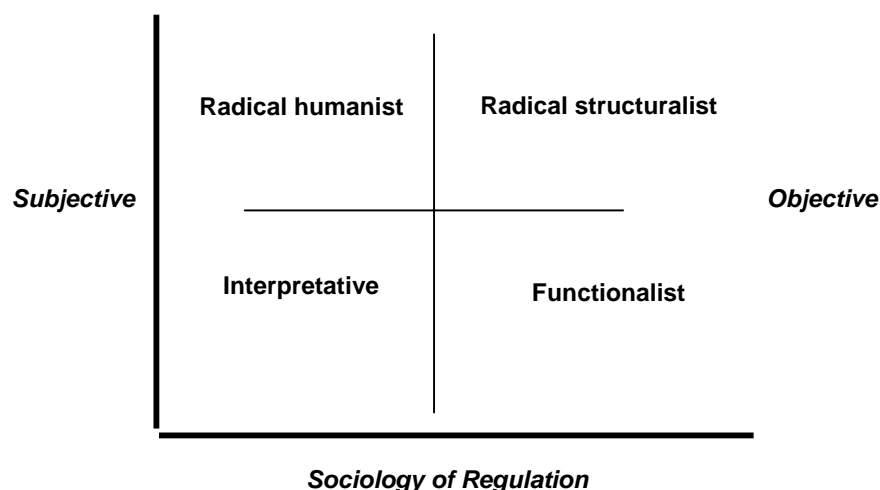 Radical humanist
Radical structuralist
Subjective
Objective
Interpretative
Functionalist
Sociology of Regulation